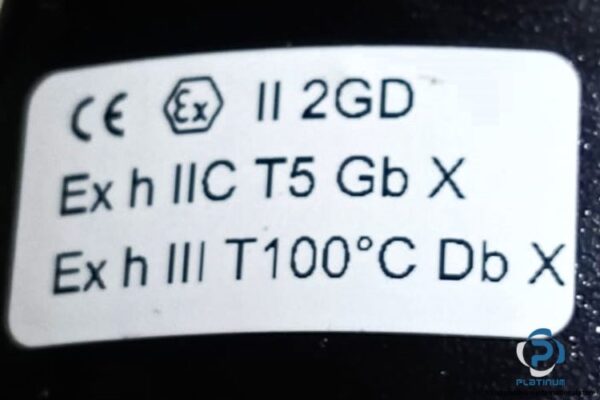 CE Ex II 2GD
Ex h IIC T5 Gb X
Ex h III T100°C Db X
PLATINUM